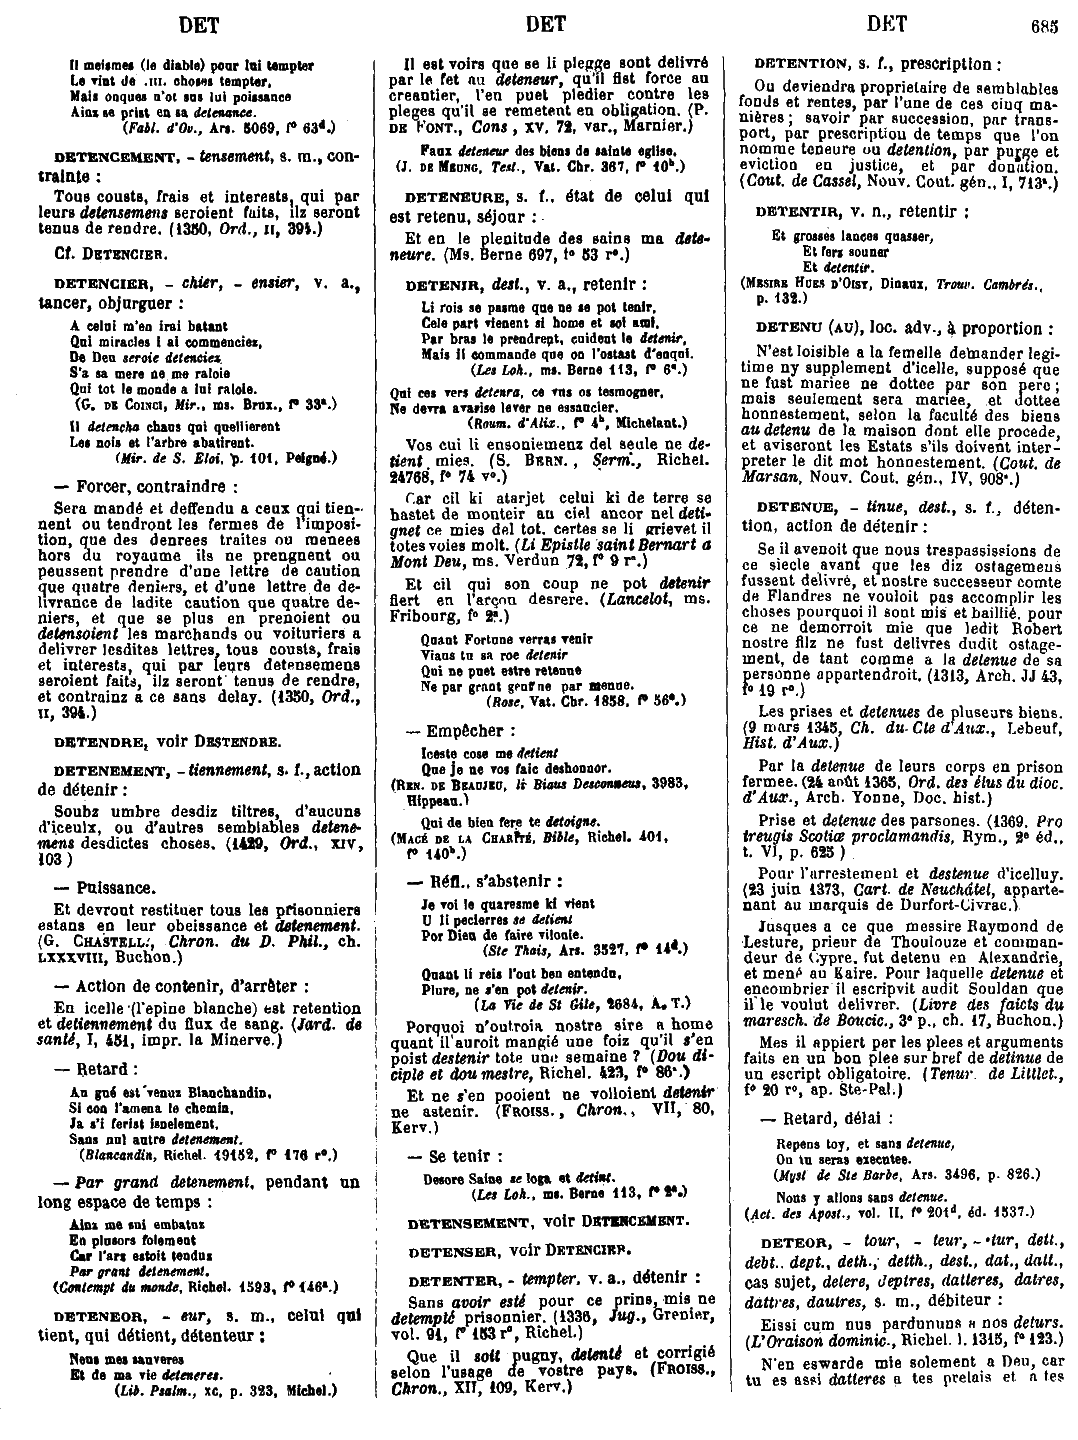 DET
DET
DET
685
Il meismes (le diable) pour lui tempter
Le vint de .III. choses tempter,
Mais onques n'ot sus lui poissance
Ainz se prist en sa detenance.
(Fabl. d'Ov., Ars. 5069, f° 63d.)
DETENCEMENT, - tensement, s. m., con-
trainte :
Tous cousts, frais et interests, qui par
leurs detensemens seroient faits, ilz seront
tenus de rendre. (1350, Ord., II, 394.)
Cf. DETENCIER.
DETENCIER, - chier, - ensier, v. a.,
tancer, objurguer :
A celui m'en irai batant
Qui miracles i ai commenciez,
De Deu seroie detenciez
S'a sa mere ne me raloie
Qui tot le monde a lui raloie.
(G. DE COINCI, Mir., ms. Brux., f° 33a.)
Il detencha chaus qui quellierent
Les nois et l'arbre abatirent.
(Mir. de S. Eloi, p. 101, Peigné.)
— Forcer, contraindre :
Sera mandé et deffendu a ceux qui tien-
nent ou tendront les fermes de l'imposi-
tion, que des denrees traites ou menees
hors du royaume ils ne prengnent ou
peussent prendre d'une lettre de caution
que quatre deniers, et d'une lettre de de-
livrance de ladite caution que quatre de-
niers, et que se plus en prenoient ou
detensoient les marchands ou voituriers a
delivrer lesdites lettres, tous cousts, frais
et interests, qui par leurs detensemens
seroient faits, ilz seront tenus de rendre,
et contrainz a ce sans delay. (1350, Ord.,
II, 394.)
DETENDRE, voir DESTENDRE.
DETENEMENT, - tiennement, s. f., action
de détenir :
Soubz umbre desdiz tiltres, d'aucuns
d'iceulx, ou d'autres semblables detene-
mens desdictes choses. (1429, Ord., XIV,
103)
— Puissance.
Et devront restituer tous les prisonniers
estans en leur obeissance et detenement.
(G. CHASTELL., Chron. du D. Phil., ch.
LXXXVIII, Buchon.)
— Action de contenir, d'arrêter :
En icelle (l'epine blanche) est retention
et detiennement du flux de sang. (Jard. de
santé, I, 451, impr. la Minerve.)
— Retard :
Au gué est venuz Blanchandin,
Si con l'amena le chemin,
Ja s'i ferist isnelement,
Sans nul autre detenement.
(Blancandin, Richel. 19152, f° 176 r°.)
— Par grand detenement, pendant un
long espace de temps :
Ainz me sui embatuz
En plusors folement
Car l'ars estoit tenduz
Par grant detenement.
(Contempt du monde, Richel. 1593, f° 146a.)
DETENEOR, - eur, s. m., celui qui
tient, qui détient, détenteur :
Nous mes sauveres
Et de ma vie deteneres.
(Lib. Psalm., XC, p. 323, Michel.)
Il est voirs que se li plegge sont delivré
par le fet au deteneur, qu'il fist force au
creantier, l'en puet pledier contre les
pleges qu'il se remetent en obligation. (P.
DE FONT., Cons, XV, 72, var., Marnier.)
Faux deteneur des biens de sainte eglise.
(J. DE MEUNG, Test., Vat. Chr. 367, f° 10b.)
DETENEURE, s. f., état de celui qui
est retenu, séjour :
Et en le plenitude des sains ma dete-
neure. (Ms. Berne 697, f° 53 r°.)
DETENIR, dest., v. a., retenir :
Li rois se pasme que ne se pot tenir,
Cele part vienent si home et soi ami,
Par bras le prendrent, cuident le detenir,
Mais il commande que on l'ostast d'enqui.
(Les Loh., ms. Berne 113, f° 6a.)
Qui ces vers detenra, ce vus os tesmogner,
Ne devra avarise lever ne essaucier.
(Roum. d'Alix., f° 4b, Michelant.)
Vos cui li ensoniemenz del seule ne de-
tient mies. (S. BERN., Serm., Richel.
24768, f° 74 v°.)
Car cil ki atarjet celui ki de terre se
hastet de monteir au ciel ancor nel deti-
gnet ce mies del tot, certes se li grievet il
totes voies molt. (Li Epistle saint Bernart a
Mont Deu, ms. Verdun 72, f° 9 r°.)
Et cil qui son coup ne pot detenir
fiert en l'arçon desrere. (Lancelot, ms.
Fribourg, f° 2a.)
Quant Fortune verras venir
Viaus tu sa roe detenir
Qui ne puet estre retenue
Ne par grant gent ne par menue.
(Rose, Vat. Chr. 1858, f° 56a.)
— Empêcher :
Iceste cose me detient
Que je ne vos faic deshonnor.
(REN. DE BEAUJEU, li Biaus Desconneus, 3983,
Hippeau.)
Qui de bien fere te detoigne.
(MACÉ DE LA CHARITÉ, Bible, Richel. 401,
f° 140b.)
— Réfl., s'abstenir :
Je voi le quaresme ki vient
U li pecierres se detient
Por Dieu de faire vilonie.
(Ste Thais, Ars. 3527, f° 14d.)
Quant li reis l'out ben entendu,
Plure, ne s'en pot detenir.
(La Vie de St Gile, 2684, A. T.)
Porquoi n'outroia nostre sire a home
quant il auroit mangié une foiz qu'il s'en
poist destenir tote une semaine ? (Dou di-
ciple et dou mestre, Richel. 423, f° 86a.)
Et ne s'en pooient ne volloient detenir
ne astenir. (FROISS., Chron., VII, 80,
Kerv.)
— Se tenir :
Desore Saine se loga et detint.
(Les Loh., ms. Berne 113, f° 2a.)
DETENSEMENT, voir DETENCEMENT.
DETENSER, voir DETENCIER.
DETENTER, - tempter, v. a., détenir :
Sans avoir esté pour ce prins, mis ne
detempté prisonnier. (1336, Jug., Grenier,
vol. 91, f° 153 r°, Richel.)
Que il soit pugny, detenté et corrigié
selon l'usage de vostre pays. (FROISS.,
Chron., XII, 109, Kerv.)
DETENTION, s. f., prescription :
Ou deviendra proprietaire de semblables
fonds et rentes, par l'une de ces cinq ma-
nières ; savoir par succession, par trans-
port, par prescription de temps que l'on
nomme teneure ou detention, par purge et
eviction en justice, et par donation.
(Cout. de Cassel, Nouv. Cout. gén., I, 713a.)
DETENTIR, v. n., retentir :
Et grosses lances quasser,
Et fers souner
Et detentir.
(MESIRE HUES D'OISY, Dinaux, Trouv. Cambrés.,
p. 132.)
DETENU (AU), loc. adv., à proportion :
N'est loisible a la femelle demander legi-
time ny supplement d'icelle, supposé que
ne fust mariee ne dottee par son pere ;
mais seulement sera mariee, et dottee
honnestement, selon la faculté des biens
au detenu de la maison dont elle procede,
et aviseront les Estats s'ils doivent inter-
preter le dit mot honnestement. (Cout. de
Marsan, Nouv. Cout. gén., IV, 908a.)
DETENUE, - tinue, dest., s. f., déten-
tion, action de détenir :
Se il avenoit que nous trespassissions de
ce siecle avant que les diz ostagemeus
fussent delivré, et nostre successeur comte
de Flandres ne vouloit pas accomplir les
choses pourquoi il sont mis et baillié, pour
ce ne demorroit mie que ledit Robert
nostre filz ne fust delivres dudit ostage-
ment, de tant comme a la detenue de sa
personne appartendroit. (1313, Arch. JJ 43,
f° 19 r°.)
Les prises et detenues de pluseurs biens.
(9 mars 1345, Ch. du Cte d'Aux., Lebeuf,
Hist. d'Aux.)
Par la detenue de leurs corps en prison
fermee. (24 août 1365, Ord. des élus du dioc.
d'Aux., Arch. Yonne, Doc. hist.)
Prise et detenue des parsones. (1369, Pro
treugis Scotiæ proclamandis, Rym., 2e éd.,
t. VI, p. 625)
Pour l'arrestement et destenue d'icelluy.
(23 juin 1373, Cart. de Neuchâtel, apparte-
nant au marquis de Durfort-Civrac.)
Jusques a ce que messire Raymond de
Lesture, prieur de Thoulouze et comman-
deur de Cypre, fut detenu en Alexandrie,
et mené au Kaire. Pour laquelle detenue et
encombrier il escripvit audit Souldan que
il le voulut delivrer. (Livre des faicts du
maresch. de Boucic., 3e p., ch. 17, Buchon.)
Mes il appiert per les plees et arguments
faits en un bon plee sur bref de detinue de
un escript obligatorie. (Tenur. de Littlet.,
f° 20 r°, ap. Ste-Pal.)
— Retard, délai :
Repens toy, et sans detenue,
Ou tu seras executee.
(Myst de Ste Barbe, Ars. 3496, p. 826.)
Nous y allons sans detenue.
(Act. des Apost., vol. II, f° 201d, éd. 1537.)
DETEOR, - tour, - teur, - tur, dett.,
debt., dept., deth., detth., dest., dat., datt.,
cas sujet, detere, deptres, datteres, datres,
dattres, dautres, s. m., débiteur :
Eissi cum nus pardununs a nos deturs.
(L'Oraison dominic., Richel. l. 1315, f° 123.)
N'en eswarde mie solement a Deu, car
tu es assi datteres a tes prelais et a tes